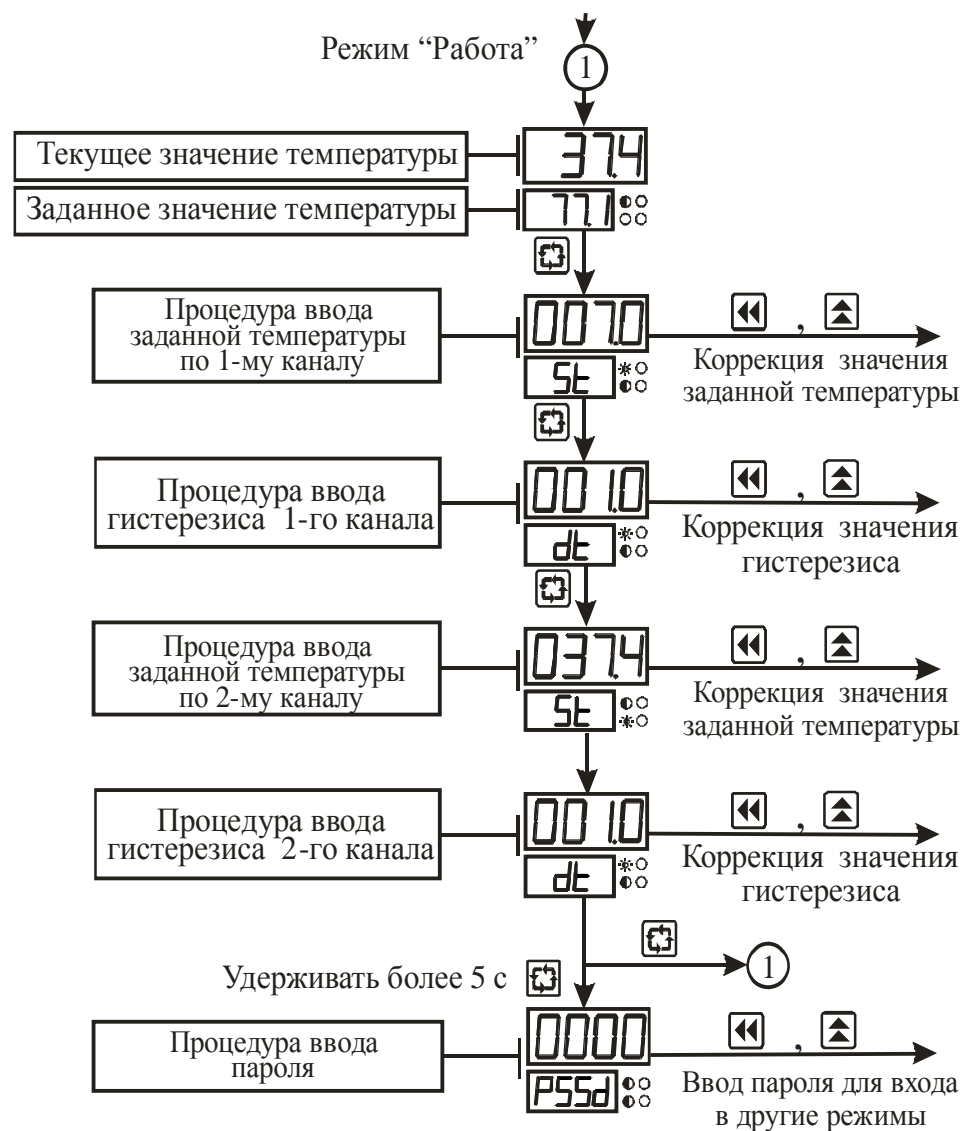 Режим “Работа”
1
Текущее значение температуры
37.4
Заданное значение температуры
77.1
Процедура ввода
заданной температуры
по 1-му каналу
007.0
St
,
Коррекция значения
заданной температуры
Процедура ввода
гистерезиса 1-го канала
001.0
dt
,
Коррекция значения
гистерезиса
Процедура ввода
заданной температуры
по 2-му каналу
037.4
St
,
Коррекция значения
заданной температуры
Процедура ввода
гистерезиса 2-го канала
001.0
dt
,
Коррекция значения
гистерезиса
1
Удерживать более 5 с
Процедура ввода
пароля
0000
PSSd
,
Ввод пароля для входа
в другие режимы